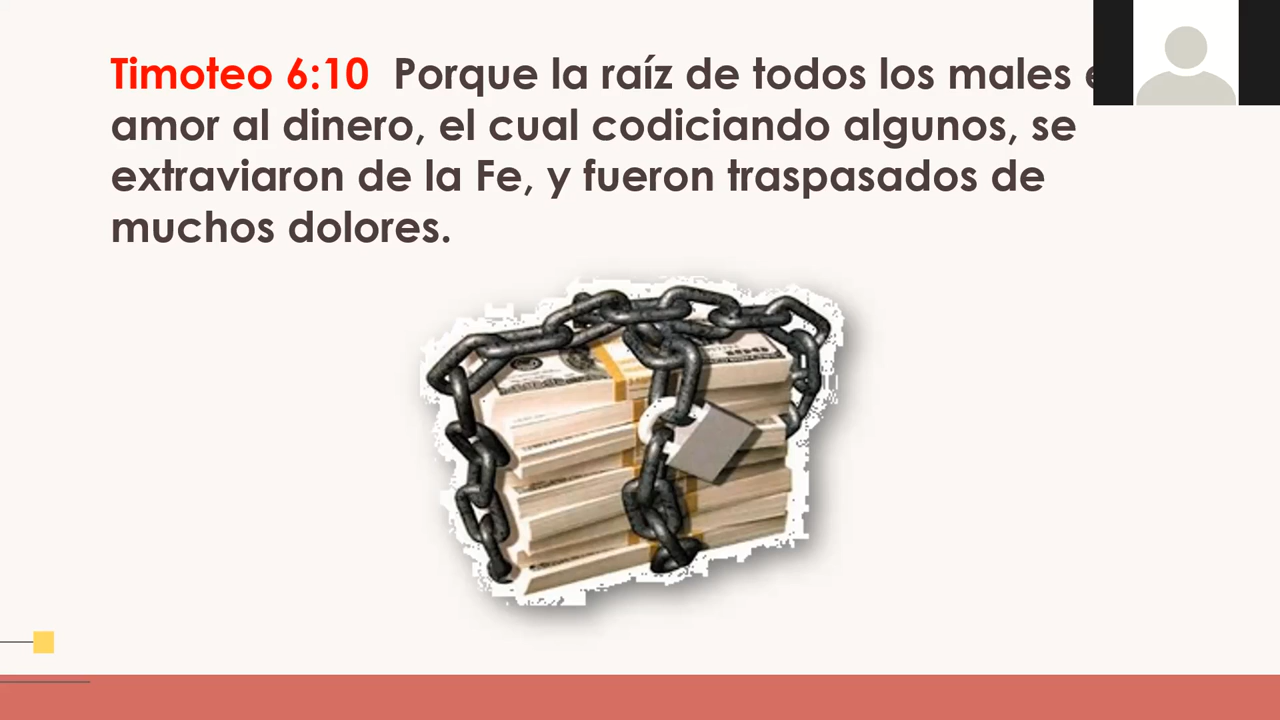 Timoteo 6:10 Porque la raíz de todos los males
amor al dinero, el cual codiciando algunos, se
extraviaron de la Fe, y fueron traspasados de
muchos dolores.